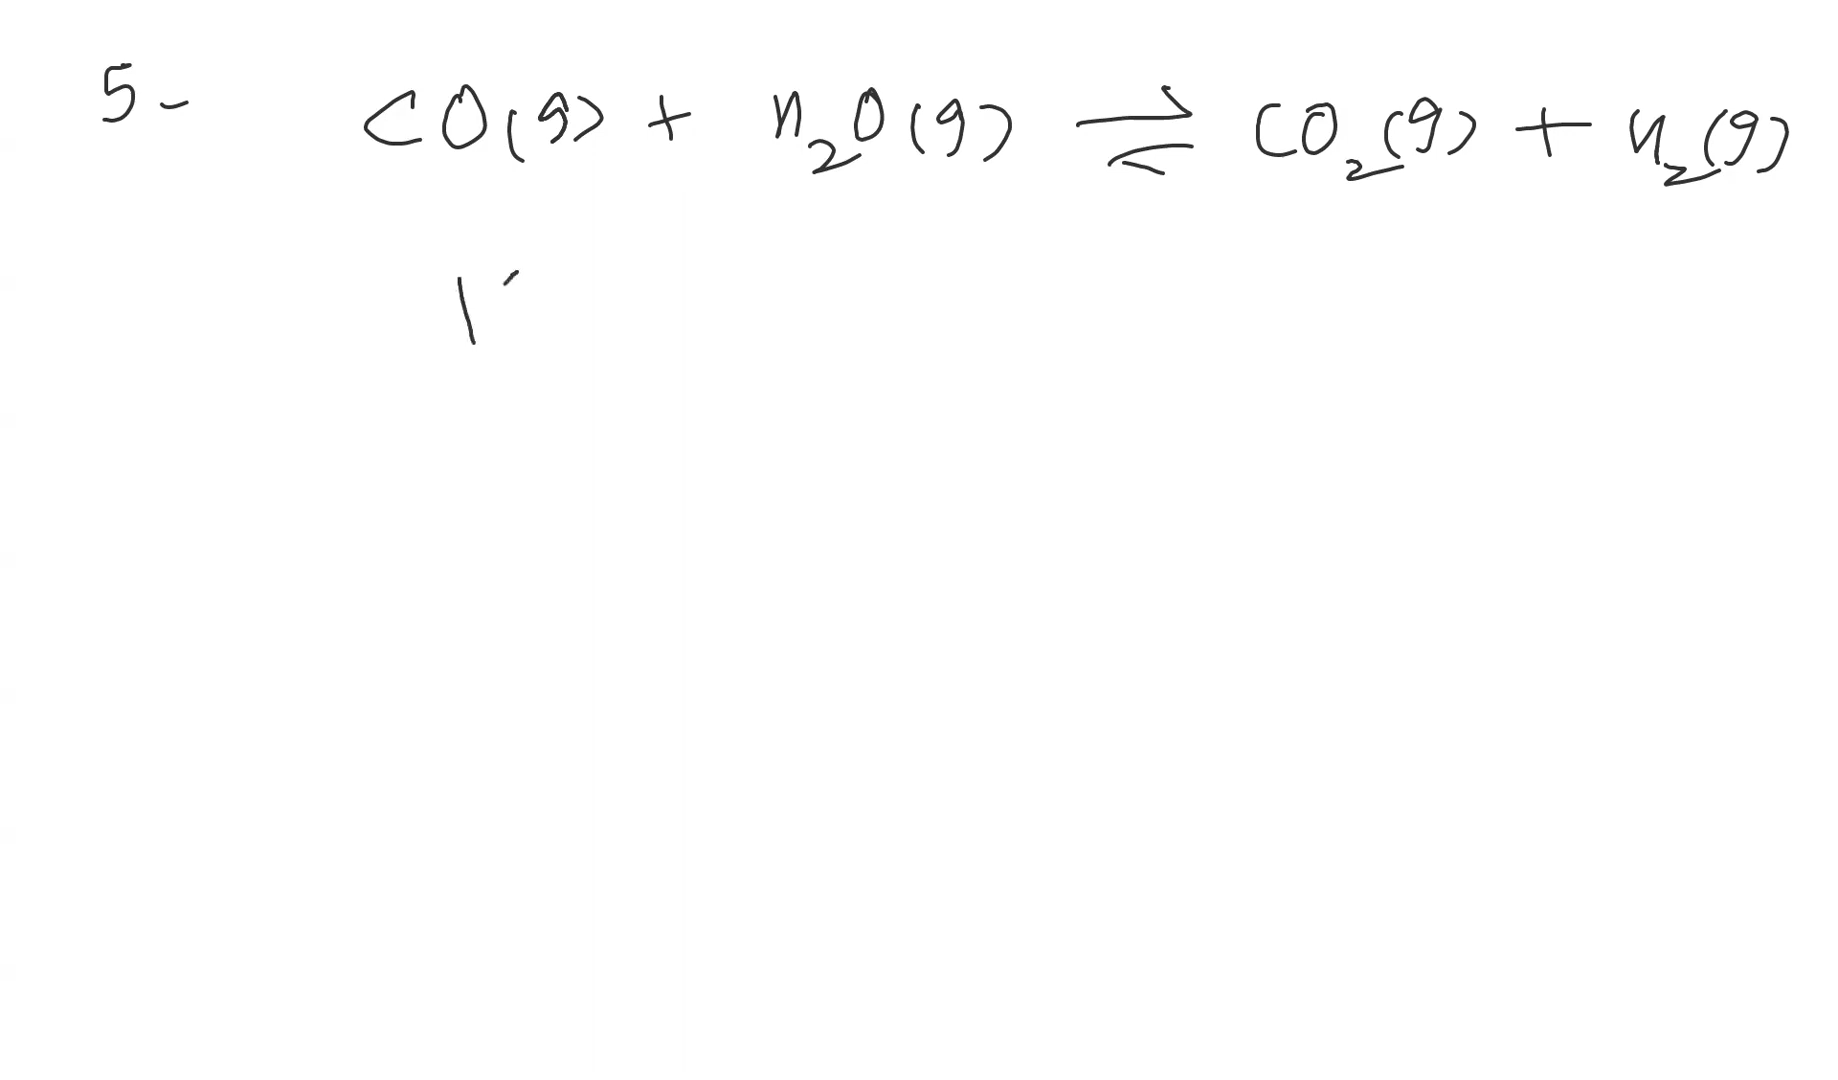 5- CO(g) + H₂O(g) ⇌ CO₂(g) + H₂(g)